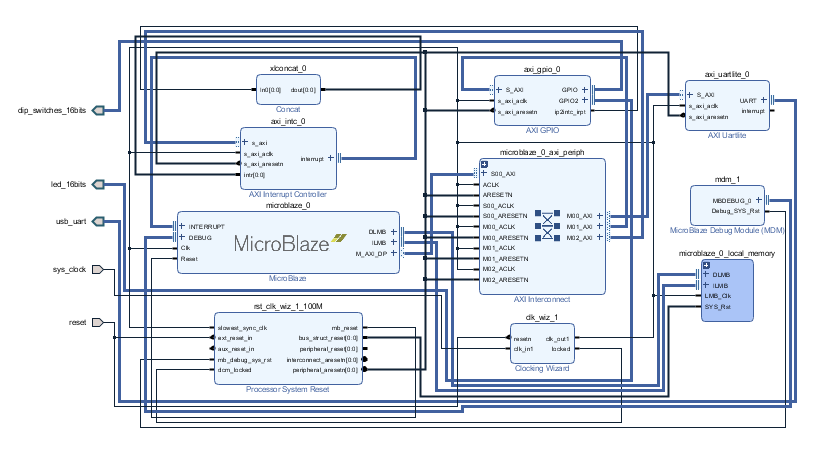 dip_switches_16bits
led_16bits
usb_uart
sys_clock
reset
xlconcat_0
In0[0:0]
dout[0:0]
Concat
axi_intc_0
s_axi
s_axi_aclk
s_axi_aresetn
intr[0:0]
interrupt
AXI Interrupt Controller
microblaze_0
INTERRUPT
DEBUG
Clk
Reset
MicroBlaze
DLMB
ILMB
M_AXI_DP
MicroBlaze
rst_clk_wiz_1_100M
slowest_sync_clk
ext_reset_in
aux_reset_in
mb_debug_sys_rst
dcm_locked
mb_reset
bus_struct_reset[0:0]
peripheral_reset[0:0]
interconnect_aresetn[0:0]
peripheral_aresetn[0:0]
Processor System Reset
axi_gpio_0
S_AXI
s_axi_aclk
s_axi_aresetn
GPIO
GPIO2
ip2intc_irpt
AXI GPIO
microblaze_0_axi_periph
S00_AXI
ACLK
ARESETN
S00_ACLK
S00_ARESETN
M00_ACLK
M00_ARESETN
M01_ACLK
M01_ARESETN
M02_ACLK
M02_ARESETN
M00_AXI
M01_AXI
M02_AXI
AXI Interconnect
clk_wiz_1
resetn
clk_in1
clk_out1
locked
Clocking Wizard
axi_uartlite_0
S_AXI
s_axi_aclk
s_axi_aresetn
UART
interrupt
AXI Uartlite
mdm_1
MBDEBUG_0
Debug_SYS_Rst
MicroBlaze Debug Module (MDM)
microblaze_0_local_memory
DLMB
ILMB
LMB_Clk
SYS_Rst